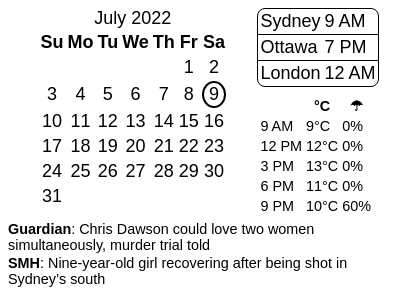 July 2022
Su Mo Tu We Th Fr Sa
1 2
3 4 5 6 7 8 9
10 11 12 13 14 15 16
17 18 19 20 21 22 23
24 25 26 27 28 29 30
31
Sydney 9 AM
Ottawa 7 PM
London 12 AM
°C ☂
9 AM 9°C 0%
12 PM 12°C 0%
3 PM 13°C 0%
6 PM 11°C 0%
9 PM 10°C 60%
Guardian: Chris Dawson could love two women
simultaneously, murder trial told
SMH: Nine-year-old girl recovering after being shot in
Sydney’s south